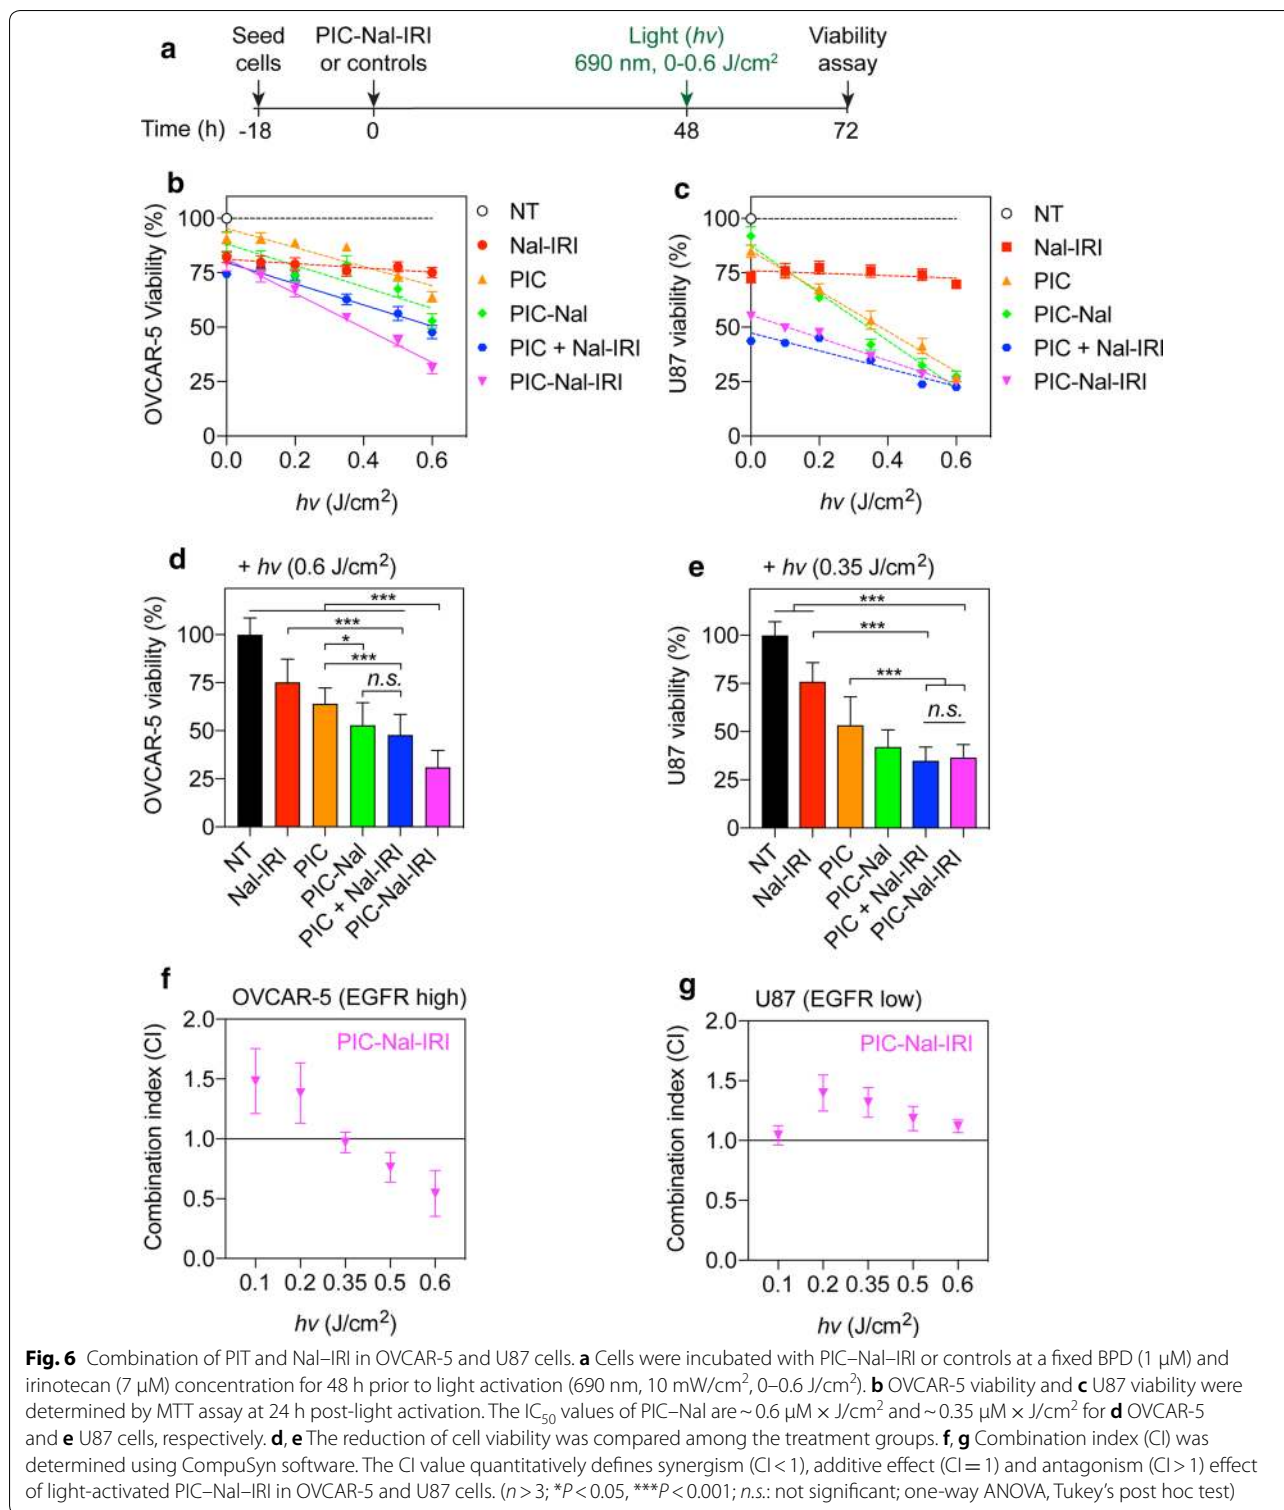 a
Seed cells
PIC-Nal-IRI or controls
Light (hv) 690 nm, 0-0.6 J/cm²
Viability assay
Time (h) -18 0 48 72
b
OVCAR-5 Viability (%)
100
75
50
25
0
0.0 0.2 0.4 0.6
hv (J/cm²)
NT
Nal-IRI
PIC
PIC-Nal
PIC + Nal-IRI
PIC-Nal-IRI
c
U87 viability (%)
100
75
50
25
0
0.0 0.2 0.4 0.6
hv (J/cm²)
NT
Nal-IRI
PIC
PIC-Nal
PIC + Nal-IRI
PIC-Nal-IRI
d
+ hv (0.6 J/cm²)
OVCAR-5 viability (%)
100
75
50
25
0
***
***
*
***
n.s.
NT
Nal-IRI
PIC
PIC-Nal
PIC + Nal-IRI
PIC-Nal-IRI
e
+ hv (0.35 J/cm²)
U87 viability (%)
100
75
50
25
0
***
***
***
n.s.
NT
Nal-IRI
PIC
PIC-Nal
PIC + Nal-IRI
PIC-Nal-IRI
f
OVCAR-5 (EGFR high)
PIC-Nal-IRI
Combination index (CI)
2.0
1.5
1.0
0.5
0.0
0.1 0.2 0.35 0.5 0.6
hv (J/cm²)
g
U87 (EGFR low)
PIC-Nal-IRI
Combination index (CI)
2.0
1.5
1.0
0.5
0.0
0.1 0.2 0.35 0.5 0.6
hv (J/cm²)
Fig. 6 Combination of PIT and Nal–IRI in OVCAR-5 and U87 cells. a Cells were incubated with PIC–Nal–IRI or controls at a fixed BPD (1 μM) and
irinotecan (7 μM) concentration for 48 h prior to light activation (690 nm, 10 mW/cm², 0–0.6 J/cm²). b OVCAR-5 viability and c U87 viability were
determined by MTT assay at 24 h post-light activation. The IC₅₀ values of PIC–Nal are ~ 0.6 μM × J/cm² and ~ 0.35 μM × J/cm² for d OVCAR-5
and e U87 cells, respectively. d, e The reduction of cell viability was compared among the treatment groups. f, g Combination index (CI) was
determined using CompuSyn software. The CI value quantitatively defines synergism (CI < 1), additive effect (CI = 1) and antagonism (CI > 1) effect
of light-activated PIC–Nal–IRI in OVCAR-5 and U87 cells. (n > 3; *P < 0.05, ***P < 0.001; n.s.: not significant; one-way ANOVA, Tukey's post hoc test)